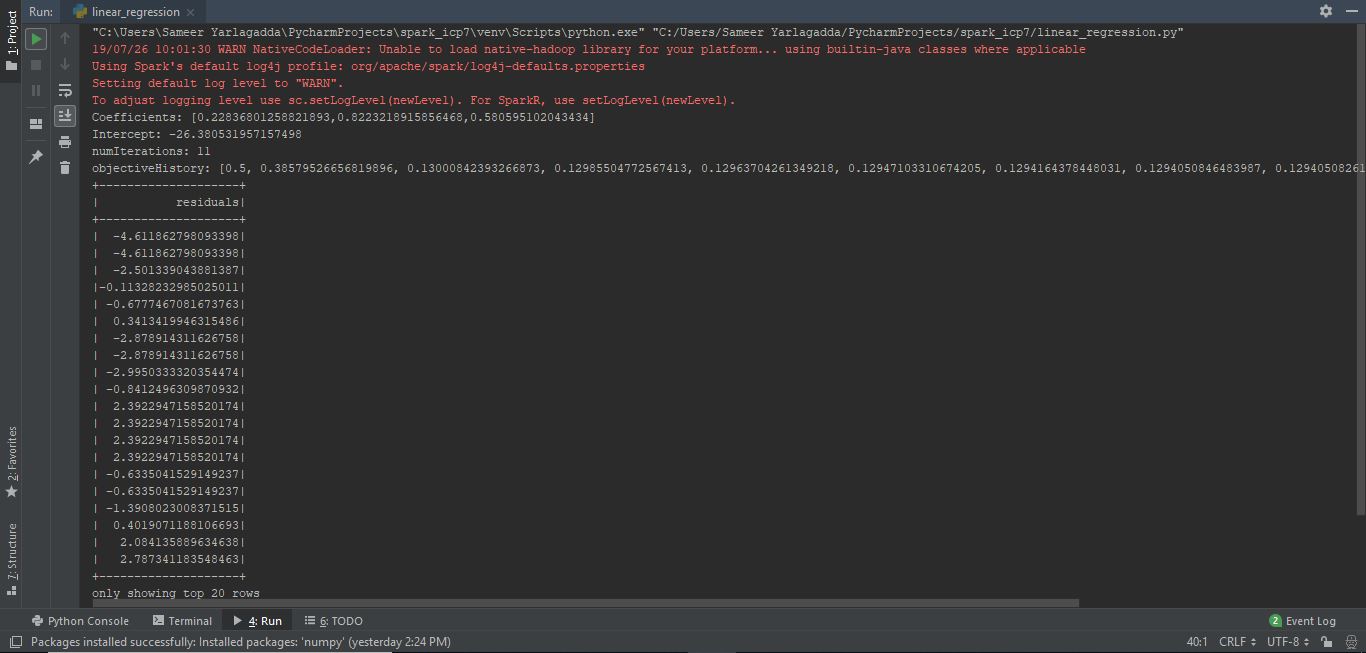 Run: linear_regression
1: Project
"C:\Users\Sameer Yarlagadda\PycharmProjects\spark_icp7\venv\Scripts\python.exe" "C:/Users/Sameer Yarlagadda/PycharmProjects/spark_icp7/linear_regression.py"
19/07/26 10:01:30 WARN NativeCodeLoader: Unable to load native-hadoop library for your platform... using builtin-java classes where applicable
Using Spark's default log4j profile: org/apache/spark/log4j-defaults.properties
Setting default log level to "WARN".
To adjust logging level use sc.setLogLevel(newLevel). For SparkR, use setLogLevel(newLevel).
Coefficients: [0.22836801258821893,0.8223218915856468,0.580595102043434]
Intercept: -26.380531957157498
numIterations: 11
objectiveHistory: [0.5, 0.38579526656819896, 0.13000842393266873, 0.12985504772567413, 0.12963704261349218, 0.12947103310674205, 0.1294164378448031, 0.1294050846483987, 0.12940508261
+--------------------+
|           residuals|
+--------------------+
|  -4.611862798093398|
|  -4.611862798093398|
|  -2.501339043881387|
|-0.11328232985025011|
| -0.6777467081673763|
|  0.3413419946315486|
|  -2.878914311626758|
|  -2.878914311626758|
| -2.9950333320354474|
| -0.8412496309870932|
|  2.3922947158520174|
|  2.3922947158520174|
|  2.3922947158520174|
|  2.3922947158520174|
| -0.6335041529149237|
| -0.6335041529149237|
| -1.3908023008371515|
|  0.4019071188106693|
|  2.084135889634638|
|  2.787341183548463|
+--------------------+
only showing top 20 rows
2: Favorites
7: Structure
Python Console Terminal 4: Run 6: TODO 2 Event Log
Packages installed successfully: Installed packages: 'numpy' (yesterday 2:24 PM) 40:1 CRLF UTF-8